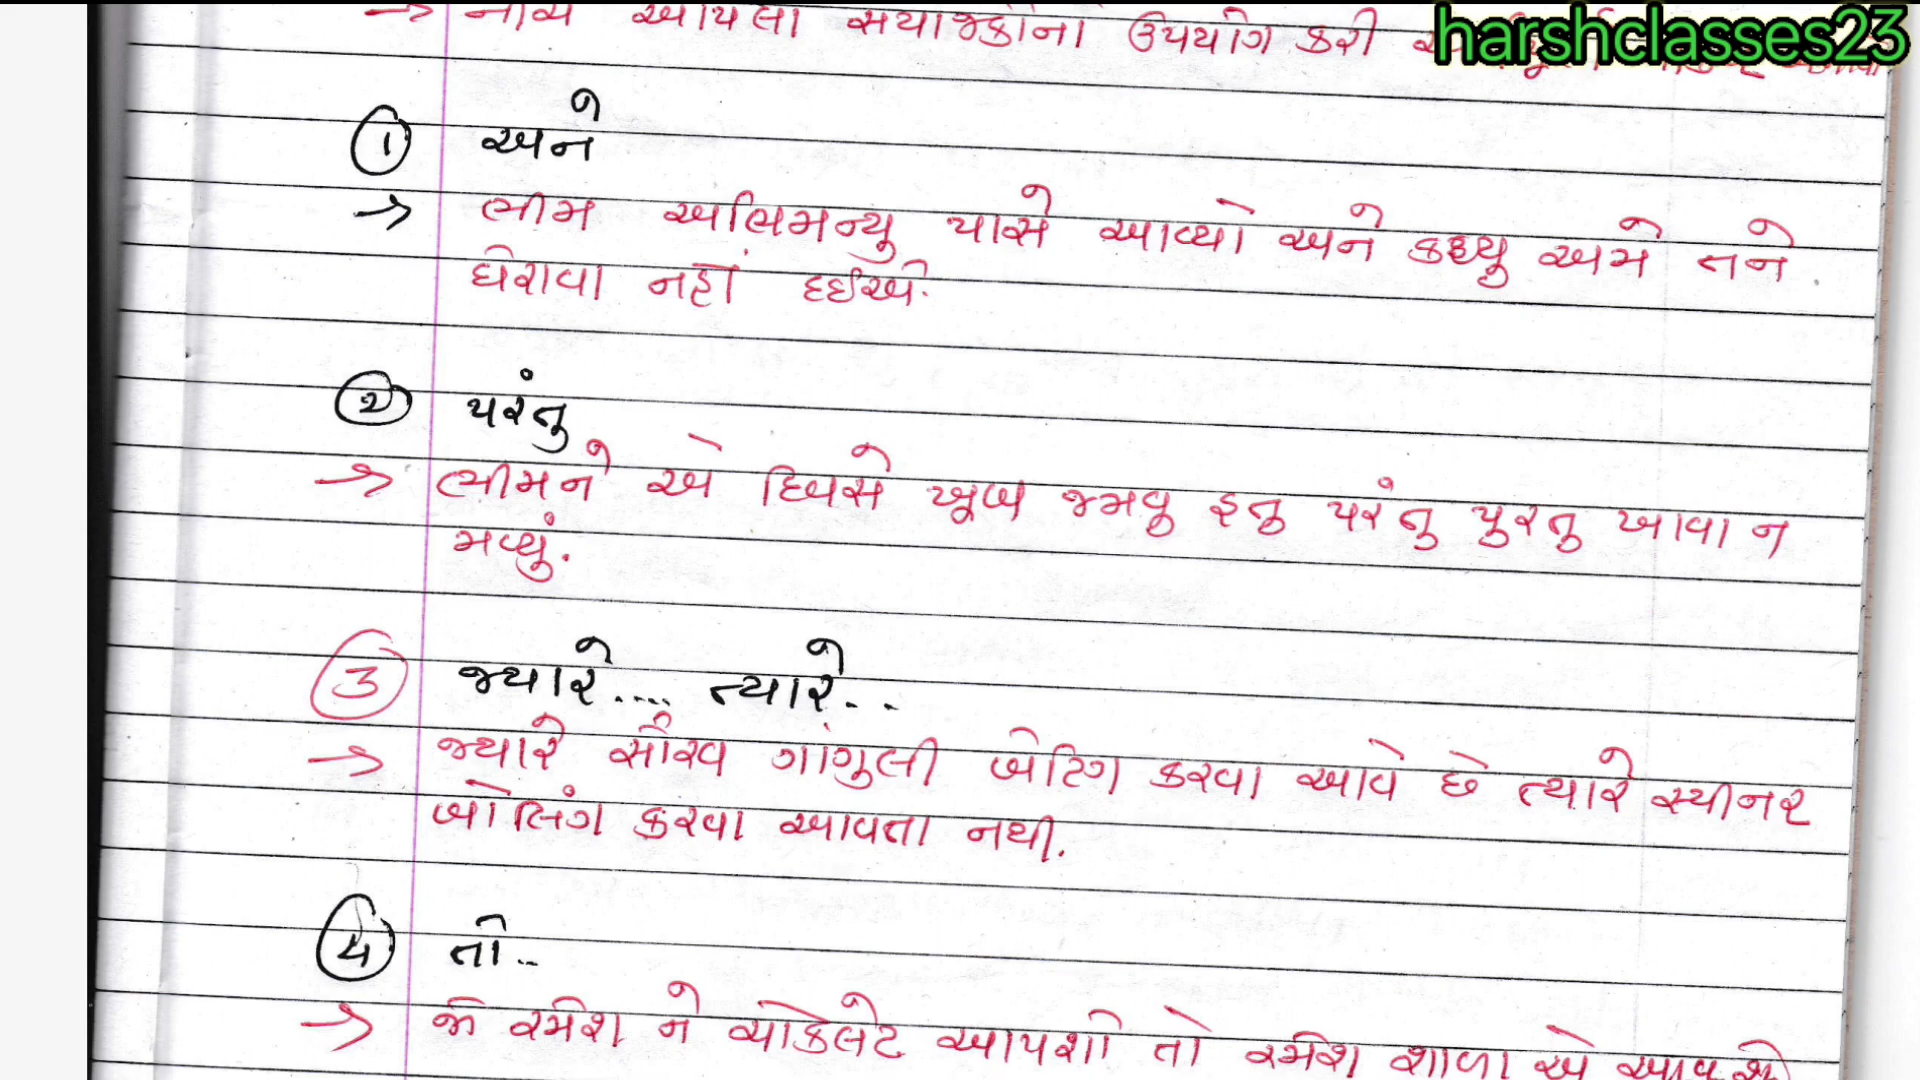 harshclasses23
→ નીચે આપેલા સંયોજકોનો ઉપયોગ કરી
① અને
→ ભીમ અભિમન્યુ પાસે આવ્યો અને કહ્યુ અમે તને
ઘેરાવા નહીં દઈએ.
② પરંતુ
→ ભીમને એ દિવસે ખૂબ જમવુ હતુ પરંતુ પુરતુ ખાવા ન
મળ્યું.
③ જ્યારે.... ત્યારે..
→ જ્યારે સૌરવ ગાંગુલી બેટિંગ કરવા આવે છે ત્યારે સ્પીનર
બોલિંગ કરવા આવતા નથી.
④ તો..
→ જો રમેશ ને ચોકલેટ આપશો તો રમેશ શાળા એ આવશે